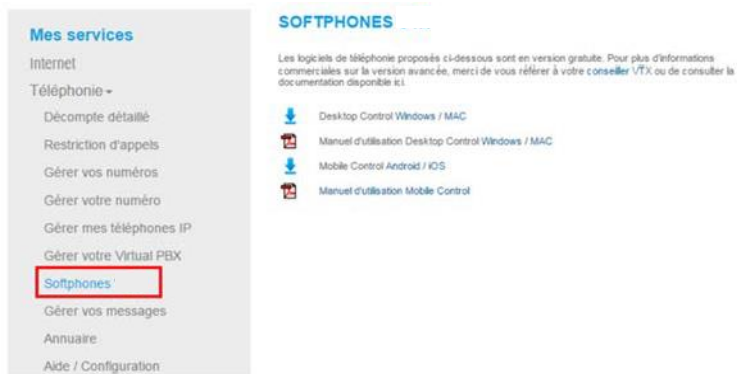 Mes services
Internet
Téléphonie
Décompte détaillé
Restriction d'appels
Gérer vos numéros
Gérer votre numéro
Gérer mes téléphones IP
Gérer votre Virtual PBX
Softphones
Gérer vos messages
Annuaire
Aide / Configuration
SOFTPHONES
Les logiciels de téléphonie proposés ci-dessous sont en version gratuite. Pour plus d'informations
commerciales sur la version avancée, merci de vous référer à votre conseiller VTX ou de consulter la
documentation disponible ici.
Desktop Control Windows / MAC
Manuel d'utilisation Desktop Control Windows / MAC
Mobile Control Android / iOS
Manuel d'utilisation Mobile Control